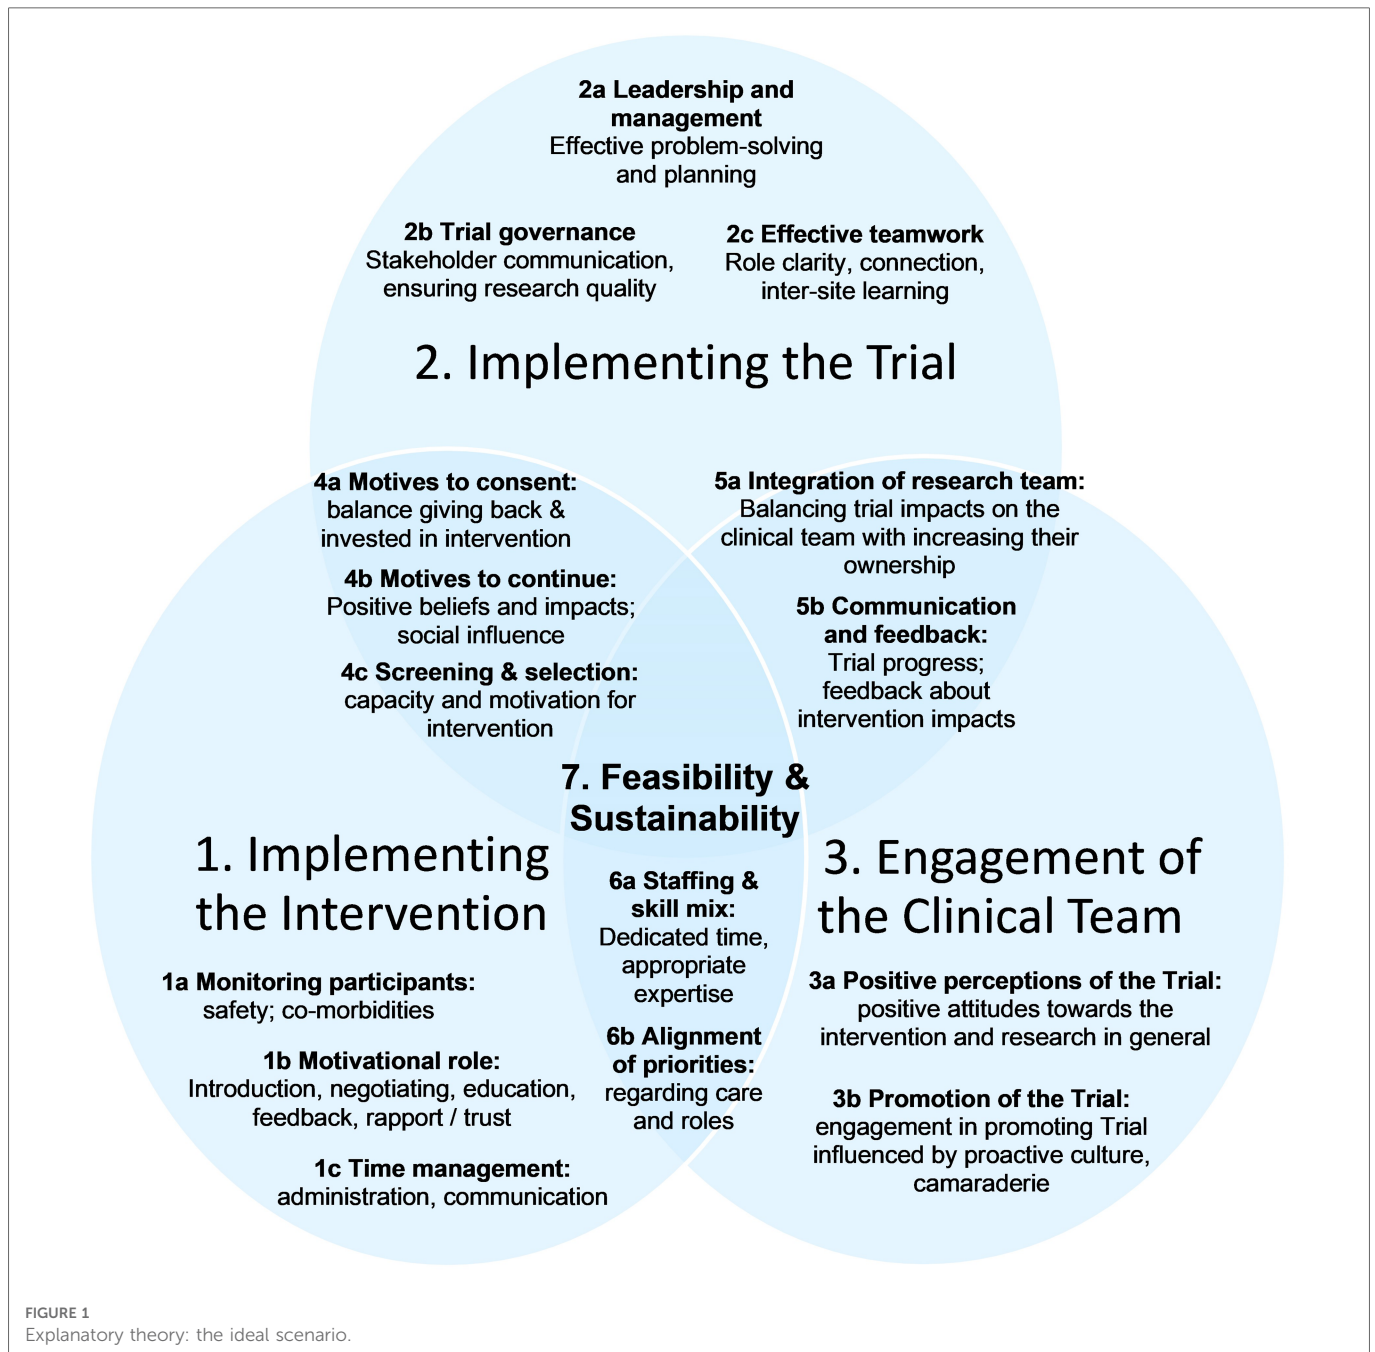 2a Leadership and
management
Effective problem-solving
and planning
2b Trial governance
Stakeholder communication,
ensuring research quality
2c Effective teamwork
Role clarity, connection,
inter-site learning
2. Implementing the Trial
4a Motives to consent:
balance giving back &
invested in intervention
4b Motives to continue:
Positive beliefs and impacts;
social influence
4c Screening & selection:
capacity and motivation for
intervention
5a Integration of research team:
Balancing trial impacts on the
clinical team with increasing their
ownership
5b Communication
and feedback:
Trial progress;
feedback about
intervention impacts
7. Feasibility &
Sustainability
1. Implementing
the Intervention
1a Monitoring participants:
safety; co-morbidities
1b Motivational role:
Introduction, negotiating, education,
feedback, rapport / trust
1c Time management:
administration, communication
6a Staffing &
skill mix:
Dedicated time,
appropriate
expertise
6b Alignment
of priorities:
regarding care
and roles
3. Engagement of
the Clinical Team
3a Positive perceptions of the Trial:
positive attitudes towards the
intervention and research in general
3b Promotion of the Trial:
engagement in promoting Trial
influenced by proactive culture,
camaraderie
FIGURE 1
Explanatory theory: the ideal scenario.